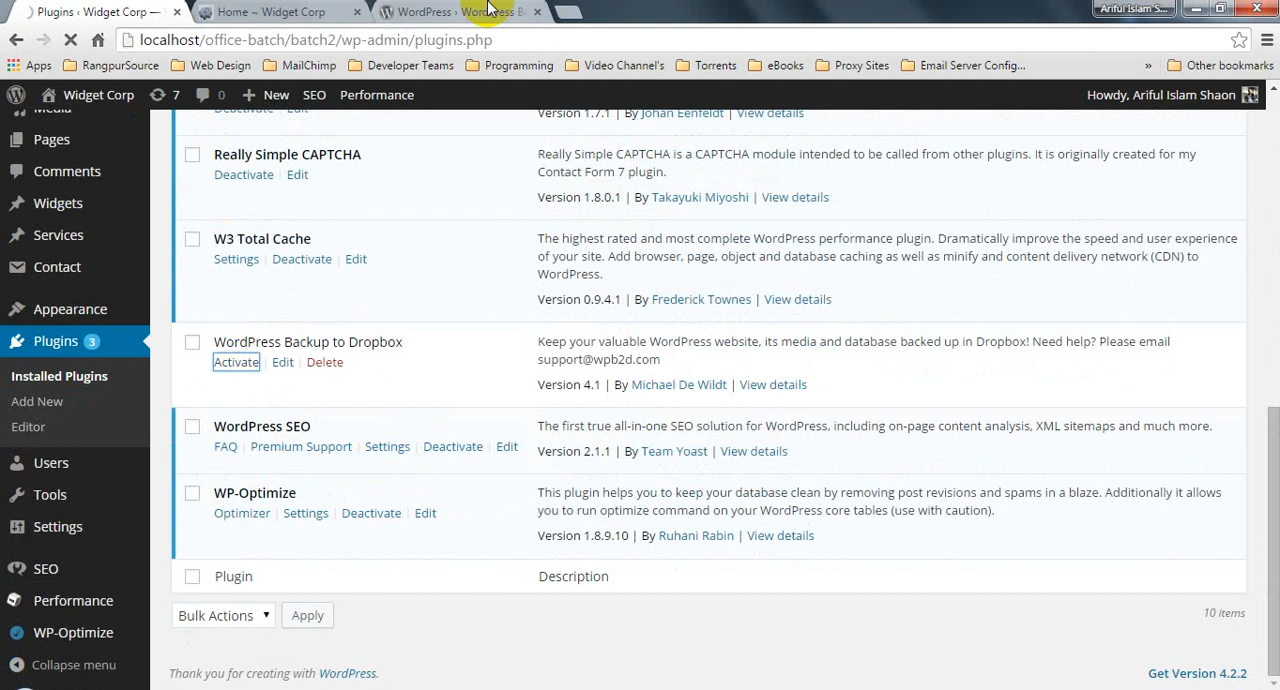 Plugins ‹ Widget Corp —
Home ~ Widget Corp
WordPress › WordPress B
Ariful Islam S...
localhost/office-batch/batch2/wp-admin/plugins.php
Apps RangpurSource Web Design MailChimp Developer Teams Programming Video Channel's Torrents eBooks Proxy Sites Email Server Config... » Other bookmarks
Widget Corp 7 0 New SEO Performance Howdy, Ariful Islam Shaon
Media
Pages
Comments
Widgets
Services
Contact
Appearance
Plugins 3
Installed Plugins
Add New
Editor
Users
Tools
Settings
SEO
Performance
WP-Optimize
Collapse menu
Deactivate | Edit
Version 1.7.1 | By Johan Eenfeldt | View details
Really Simple CAPTCHA
Deactivate | Edit
Really Simple CAPTCHA is a CAPTCHA module intended to be called from other plugins. It is originally created for my
Contact Form 7 plugin.
Version 1.8.0.1 | By Takayuki Miyoshi | View details
W3 Total Cache
Settings | Deactivate | Edit
The highest rated and most complete WordPress performance plugin. Dramatically improve the speed and user experience
of your site. Add browser, page, object and database caching as well as minify and content delivery network (CDN) to
WordPress.
Version 0.9.4.1 | By Frederick Townes | View details
WordPress Backup to Dropbox
Activate | Edit | Delete
Keep your valuable WordPress website, its media and database backed up in Dropbox! Need help? Please email
support@wpb2d.com
Version 4.1 | By Michael De Wildt | View details
WordPress SEO
FAQ | Premium Support | Settings | Deactivate | Edit
The first true all-in-one SEO solution for WordPress, including on-page content analysis, XML sitemaps and much more.
Version 2.1.1 | By Team Yoast | View details
WP-Optimize
Optimizer | Settings | Deactivate | Edit
This plugin helps you to keep your database clean by removing post revisions and spams in a blaze. Additionally it allows
you to run optimize command on your WordPress core tables (use with caution).
Version 1.8.9.10 | By Ruhani Rabin | View details
Plugin Description
Bulk Actions Apply
10 items
Thank you for creating with WordPress.
Get Version 4.2.2